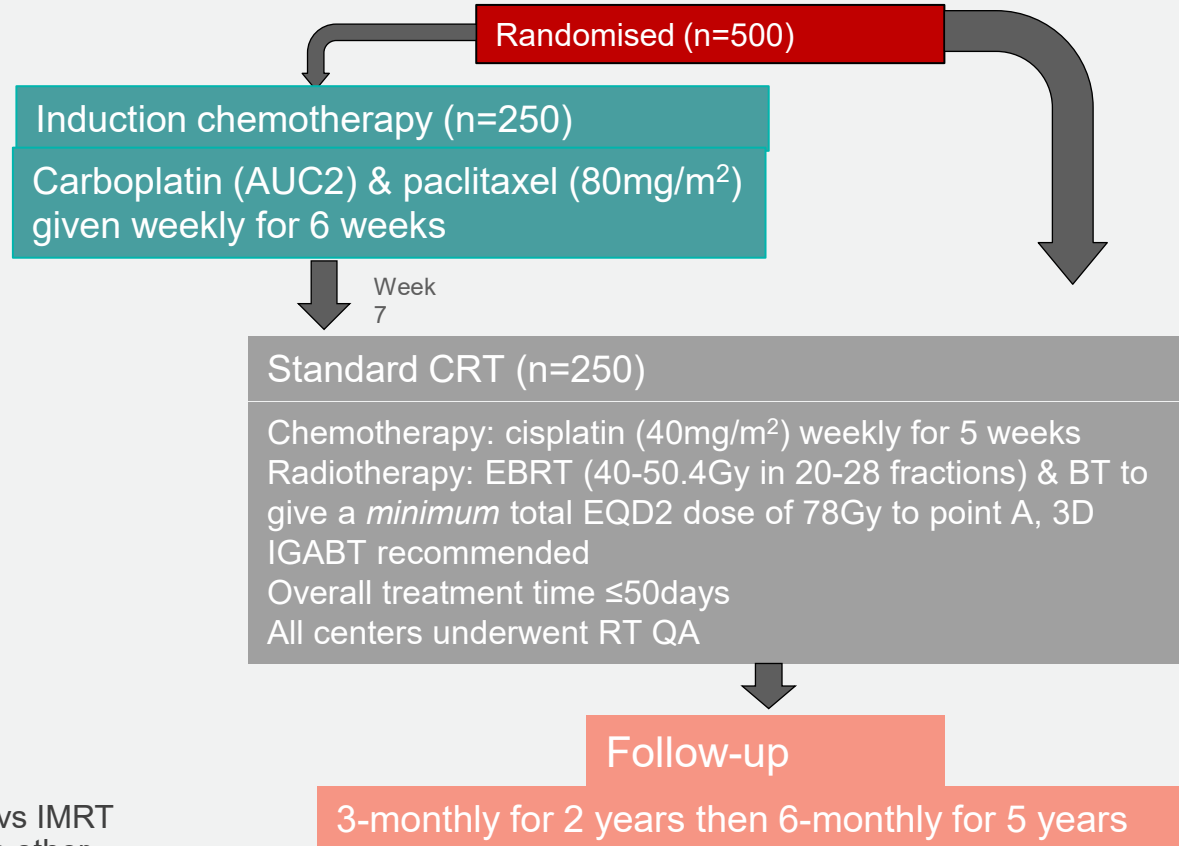 Randomised (n=500)
Induction chemotherapy (n=250)
Carboplatin (AUC2) & paclitaxel (80mg/m²)
given weekly for 6 weeks
Week
7
Standard CRT (n=250)
Chemotherapy: cisplatin (40mg/m²) weekly for 5 weeks
Radiotherapy: EBRT (40-50.4Gy in 20-28 fractions) & BT to
give a minimum total EQD2 dose of 78Gy to point A, 3D
IGABT recommended
Overall treatment time ≤50days
All centers underwent RT QA
Follow-up
3-monthly for 2 years then 6-monthly for 5 years
vs IMRT